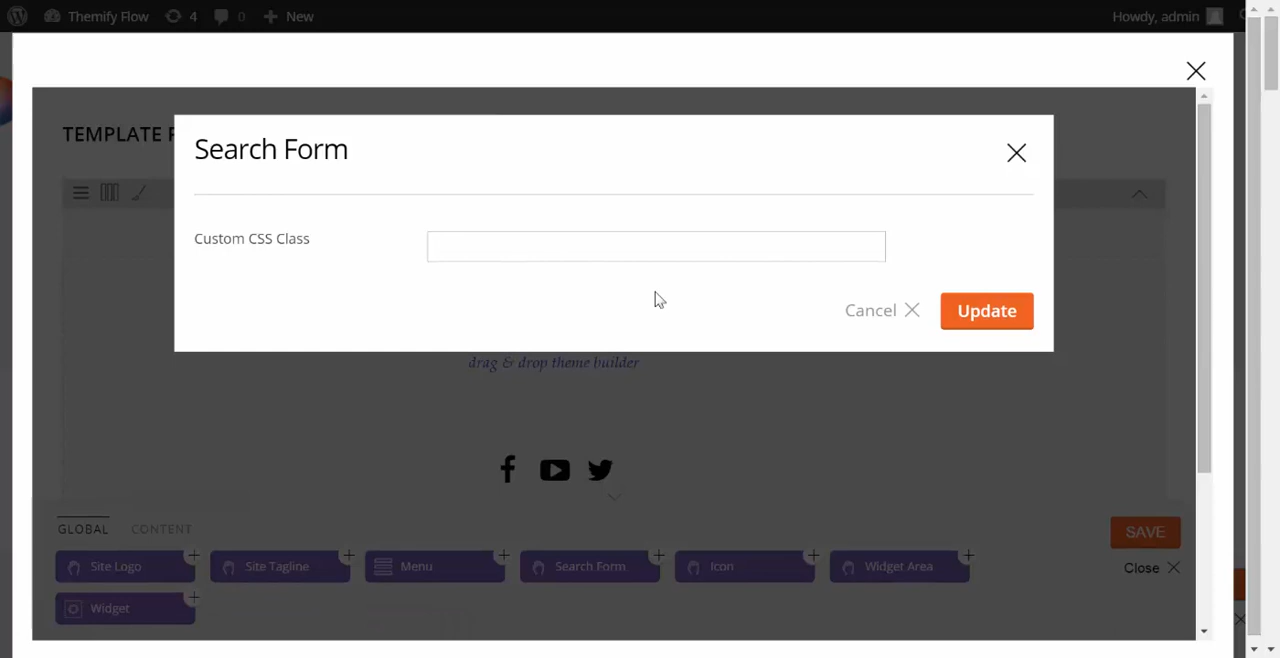 Themify Flow 4 0 New Howdy, admin
TEMPLATE
Search Form
Custom CSS Class
Cancel Update
drag & drop theme builder
GLOBAL CONTENT
SAVE
Site Logo Site Tagline Menu Search Form Icon Widget Area
Close
Widget